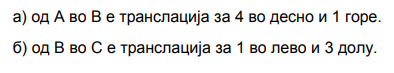 а) од А во В е транслација за 4 во десно и 1 горе.
б) од В во С е транслација за 1 во лево и 3 долу.